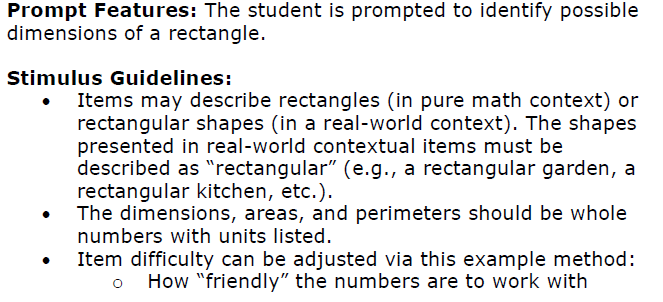 Prompt Features: The student is prompted to identify possible
dimensions of a rectangle.
Stimulus Guidelines:
• Items may describe rectangles (in pure math context) or
rectangular shapes (in a real-world context). The shapes
presented in real-world contextual items must be
described as “rectangular” (e.g., a rectangular garden, a
rectangular kitchen, etc.).
• The dimensions, areas, and perimeters should be whole
numbers with units listed.
• Item difficulty can be adjusted via this example method:
o How “friendly” the numbers are to work with